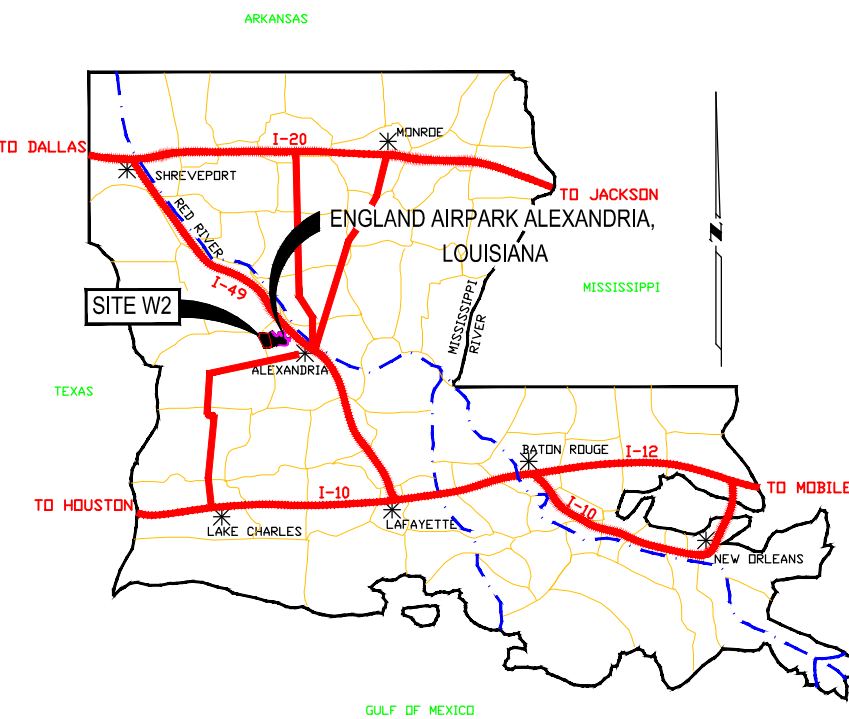 ARKANSAS
MONROE
I-20
TO DALLAS
SHREVEPORT
TO JACKSON
RED RIVER
ENGLAND AIRPARK ALEXANDRIA,
LOUISIANA
N
I-49
MISSISSIPPI
SITE W2
MISSISSIPPI
RIVER
ALEXANDRIA
TEXAS
BATON ROUGE
I-12
TO MOBILE
I-10
TO HOUSTON
I-10
LAKE CHARLES
LAFAYETTE
NEW ORLEANS
GULF OF MEXICO